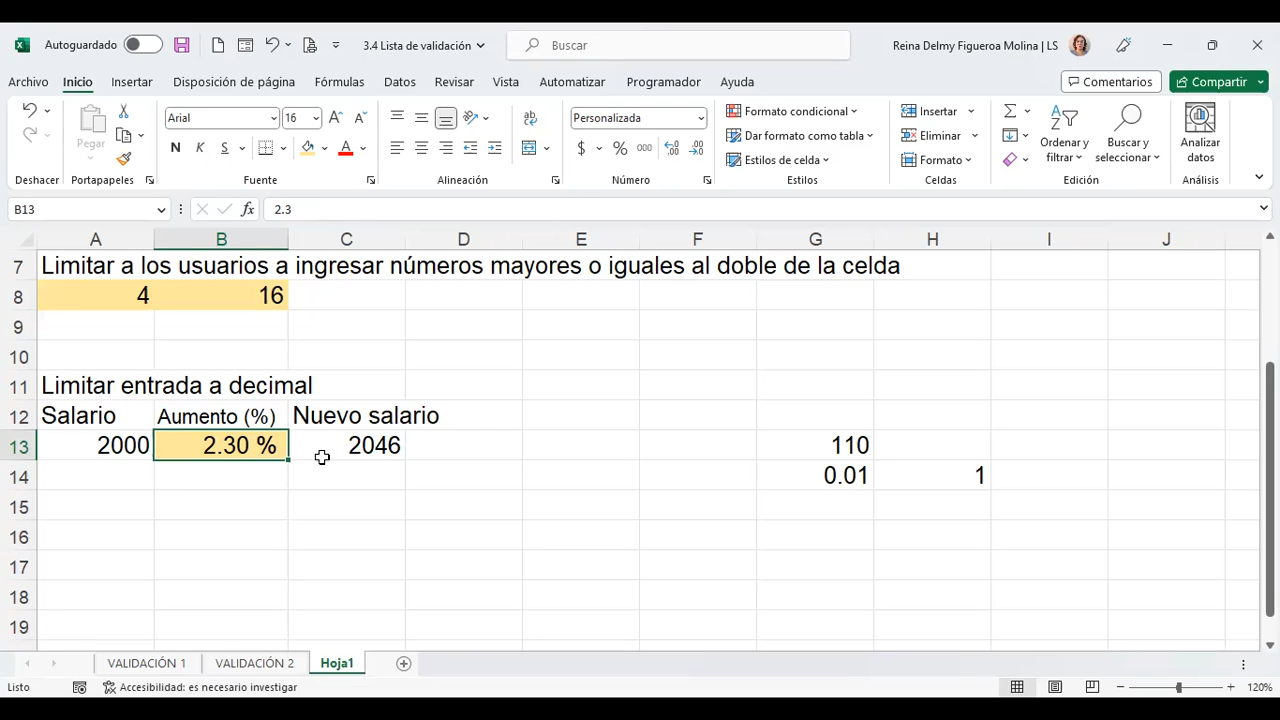 Autoguardado
3.4 Lista de validación
Buscar
Reina Delmy Figueroa Molina | LS
Archivo Inicio Insertar Disposición de página Fórmulas Datos Revisar Vista Automatizar Programador Ayuda
Comentarios Compartir
Pegar
Arial 16
N K S
Personalizada
$ % 000
Formato condicional
Dar formato como tabla
Estilos de celda
Insertar
Eliminar
Formato
Ordenar y filtrar
Buscar y seleccionar
Analizar datos
Deshacer Portapapeles Fuente Alineación Número Estilos Celdas Edición Análisis
B13 fx 2.3
A B C D E F G H I J
7 Limitar a los usuarios a ingresar números mayores o iguales al doble de la celda
8 4 16
9
10
11 Limitar entrada a decimal
12 Salario Aumento (%) Nuevo salario
13 2000 2.30 % 2046 110
14 0.01 1
15
16
17
18
19
VALIDACIÓN 1 VALIDACIÓN 2 Hoja1
Listo Accesibilidad: es necesario investigar 120%